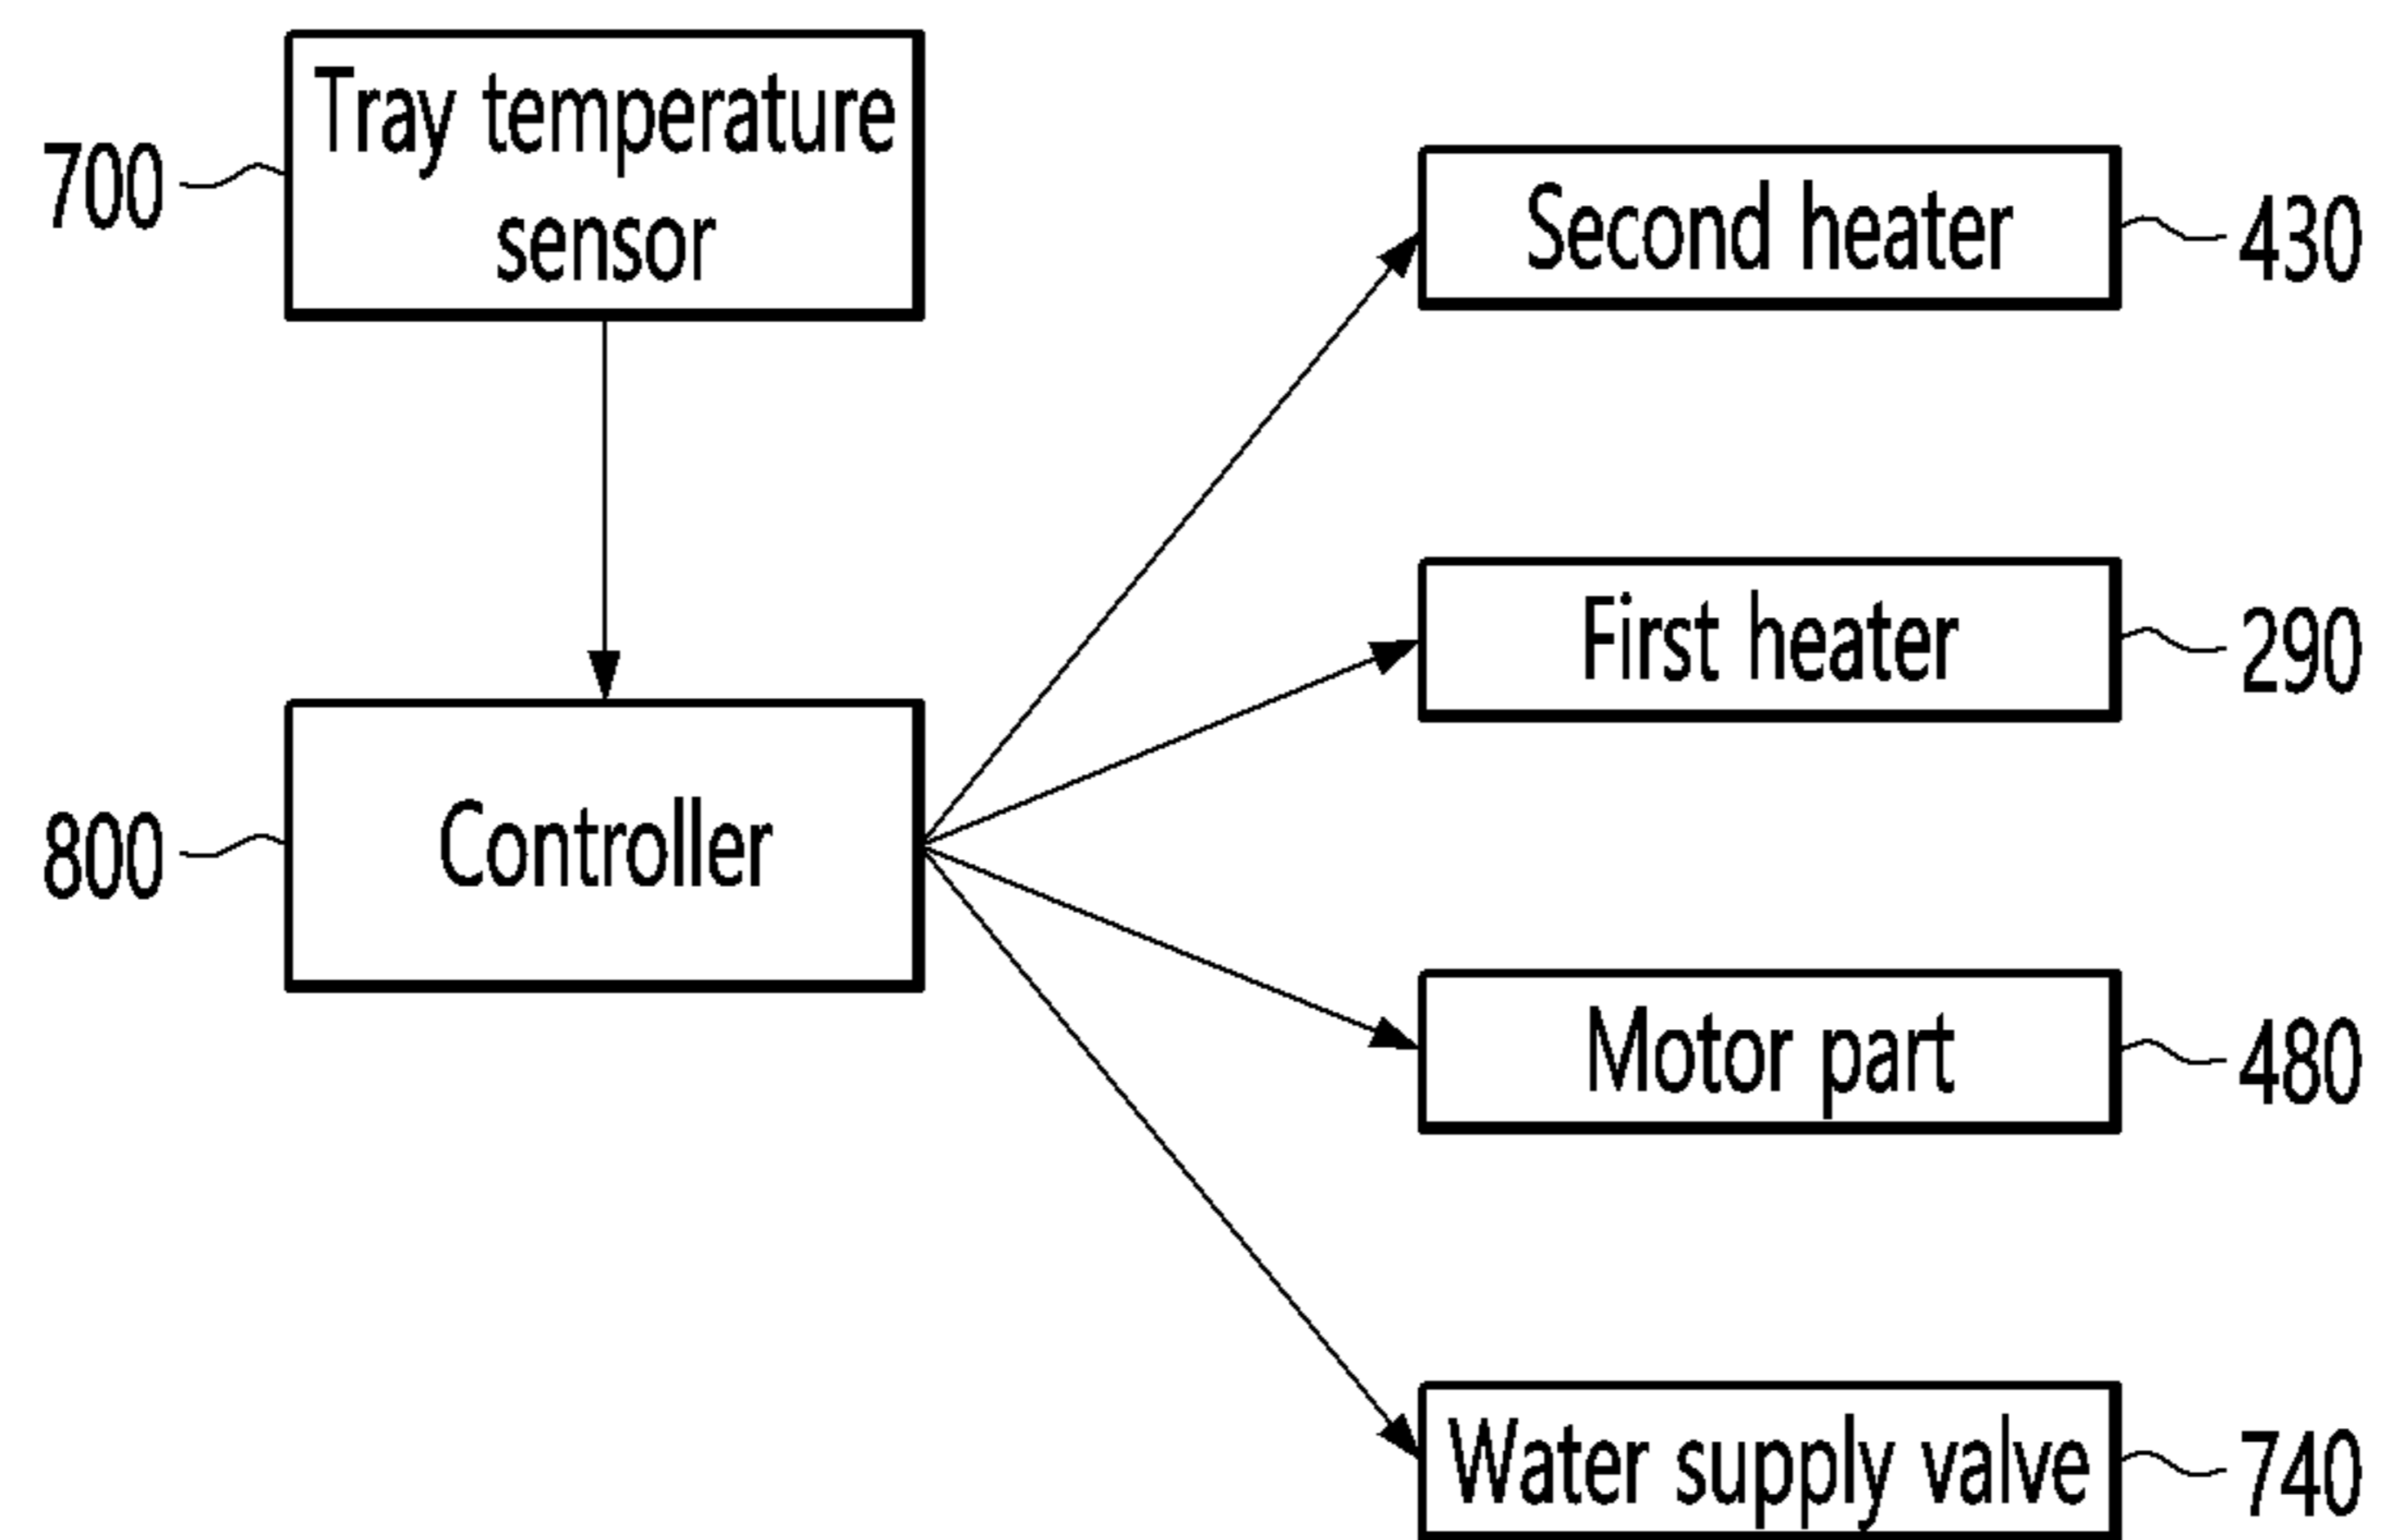 Tray temperature
sensor
700
Second heater
430
First heater
290
Controller
800
Motor part
480
Water supply valve
740